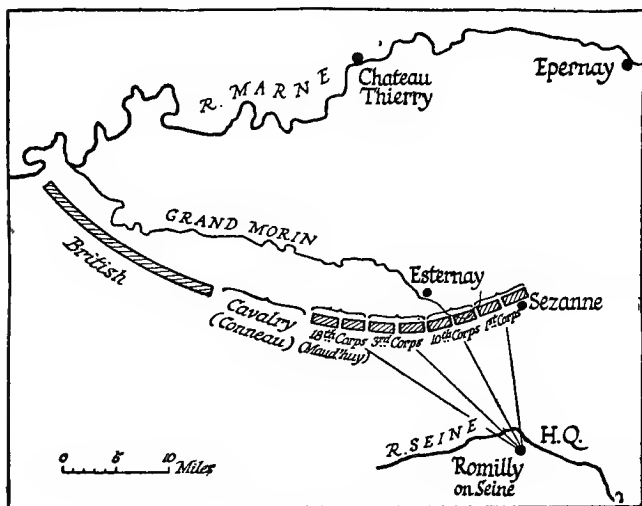 R. MARNE
Chateau
Thierry
Epernay
GRAND MORIN
British
Esternay
Sezanne
Cavalry
(Conneau)
18th Corps
(Maud'huy)
3rd Corps
10th Corps
1st Corps
R. SEINE
H.Q.
Romilly
on Seine
0 5 10
Miles